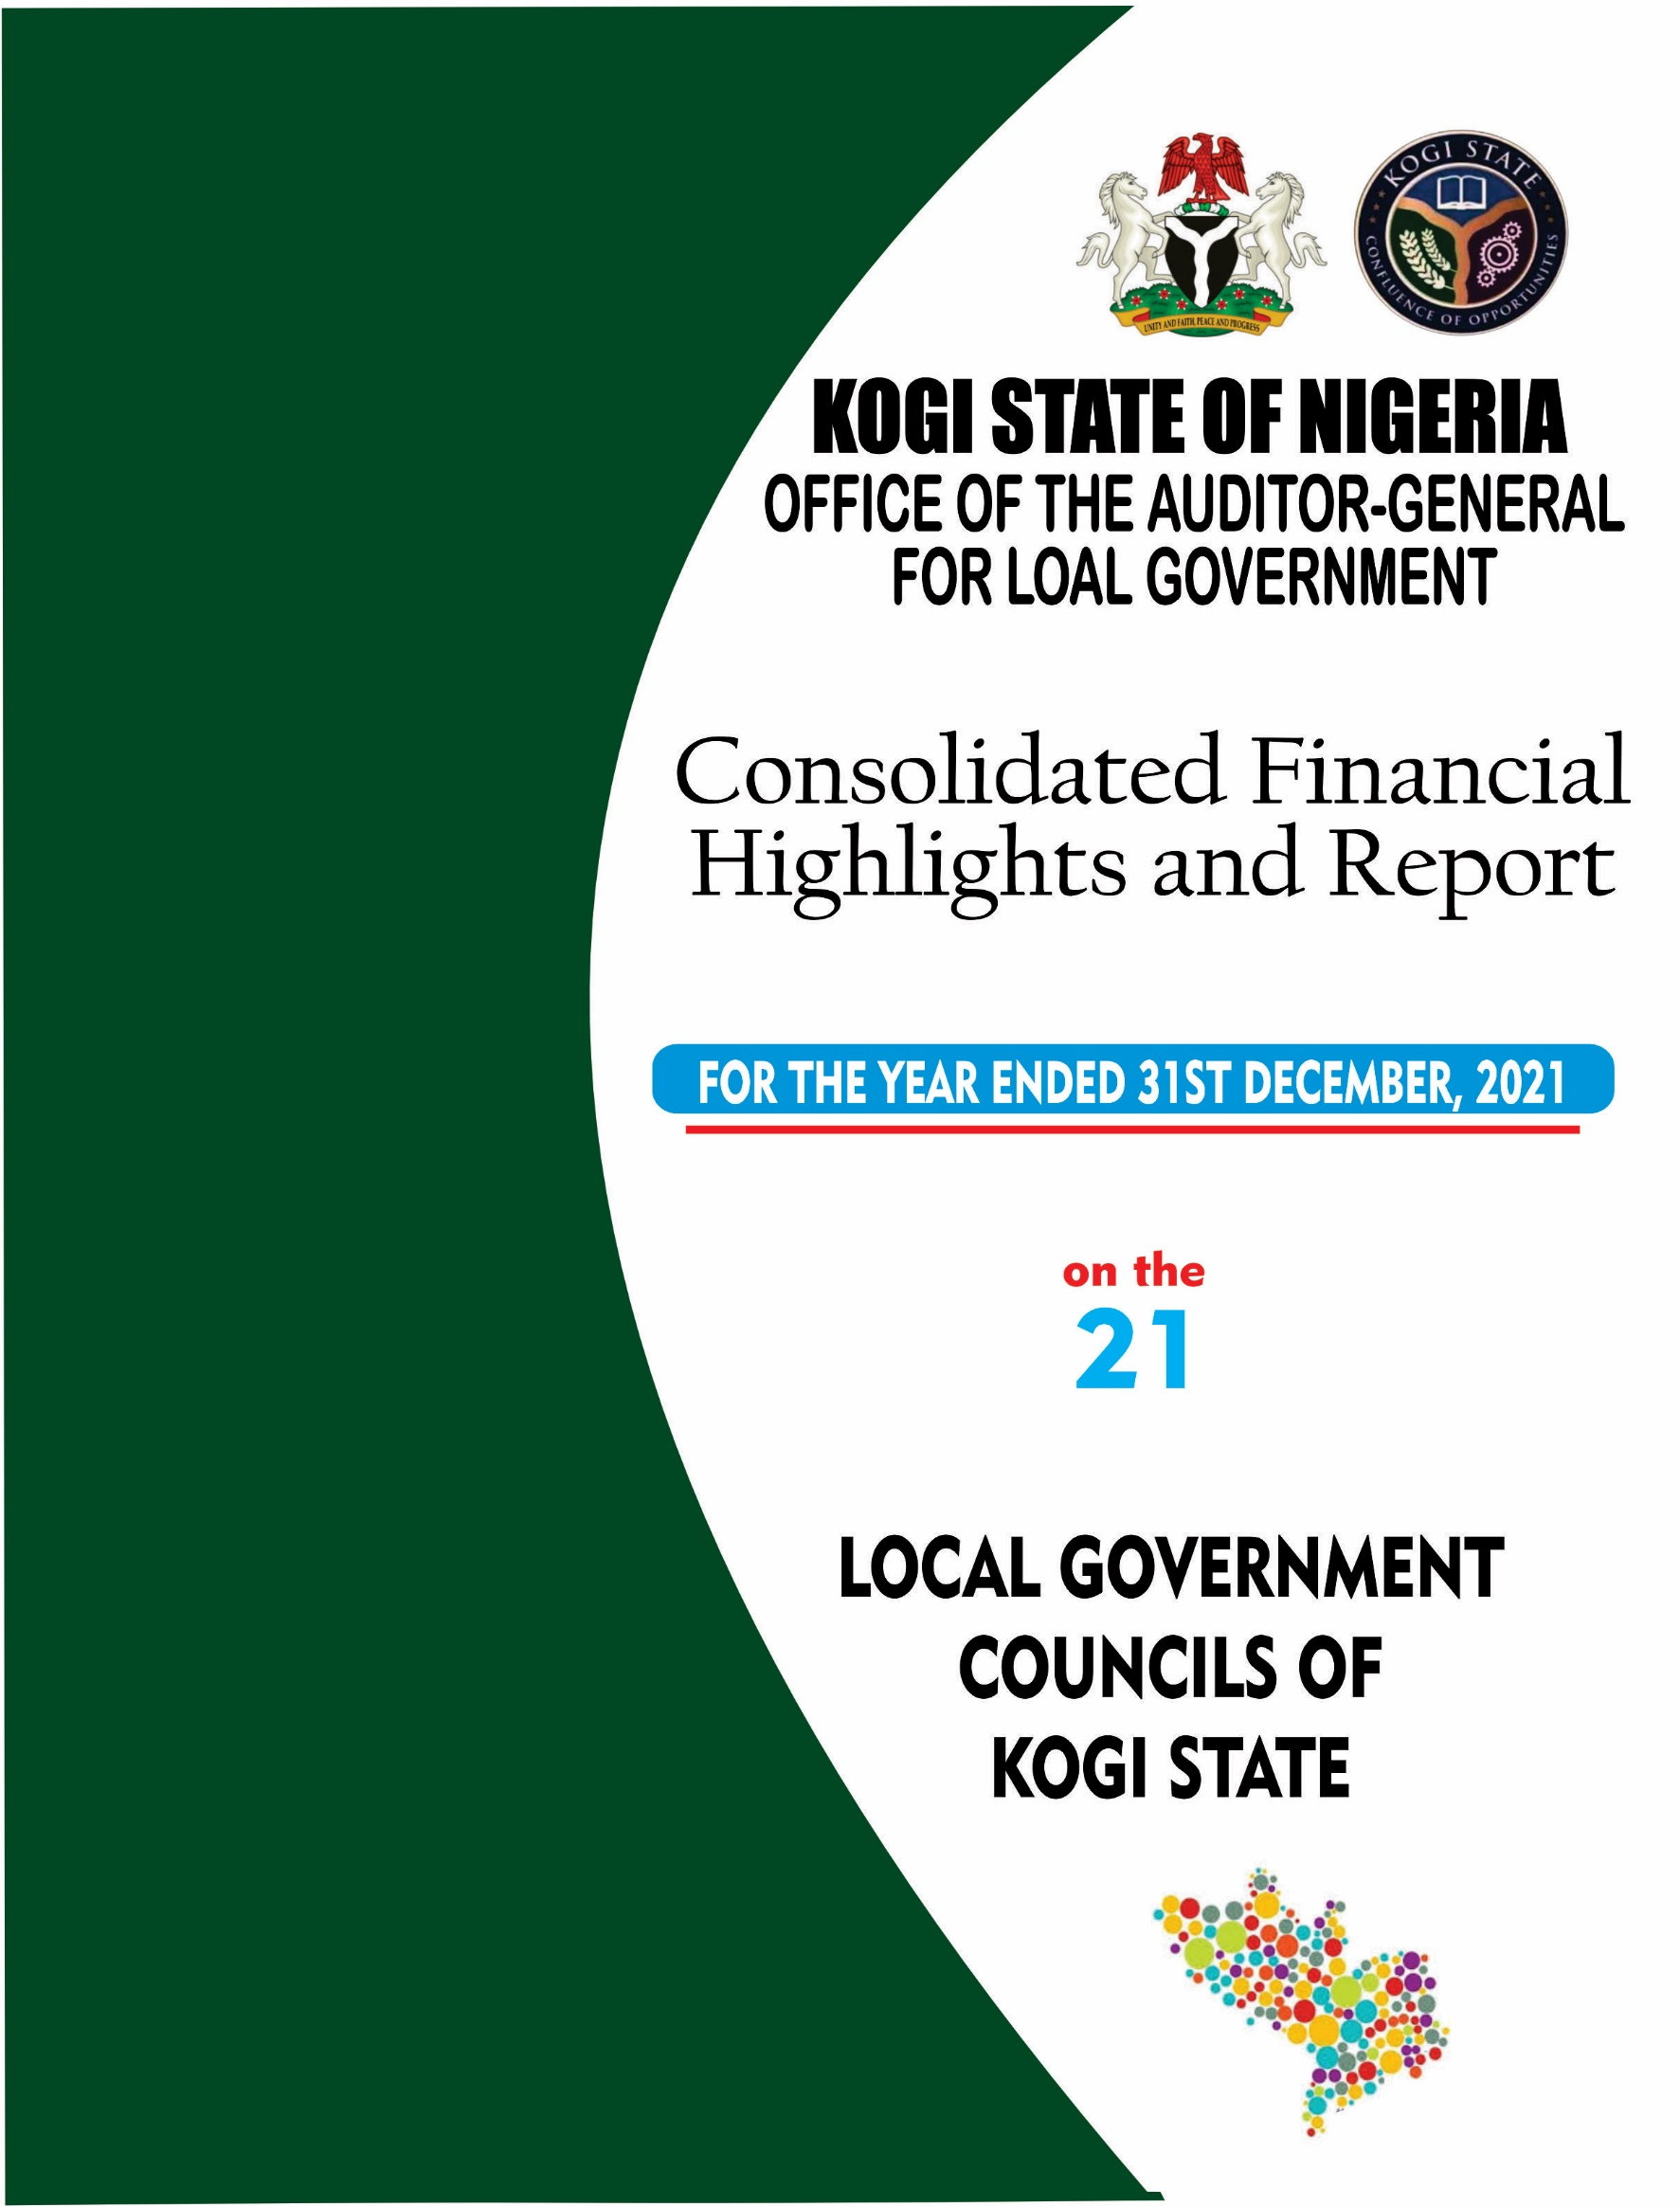 KOGI STATE
CONFLUENCE OF OPPORTUNITIES
UNITY AND FAITH, PEACE AND PROGRESS
KOGI STATE OF NIGERIA
OFFICE OF THE AUDITOR-GENERAL
FOR LOAL GOVERNMENT
Consolidated Financial
Highlights and Report
FOR THE YEAR ENDED 31ST DECEMBER, 2021
on the
21
LOCAL GOVERNMENT
COUNCILS OF
KOGI STATE